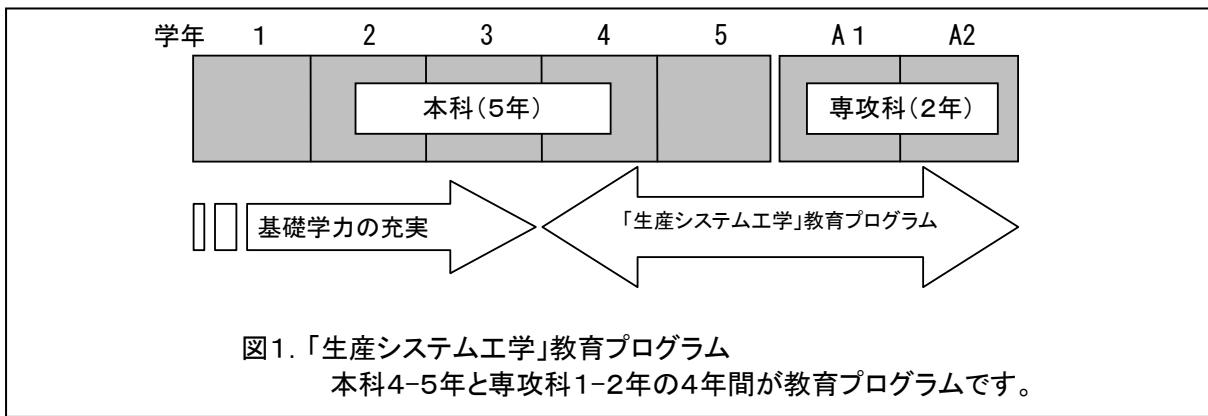 学年 1 2 3 4 5 A1 A2
本科(5年) 専攻科(2年)
基礎学力の充実 「生産システム工学」教育プログラム
図1.「生産システム工学」教育プログラム
本科4-5年と専攻科1-2年の4年間が教育プログラムです。